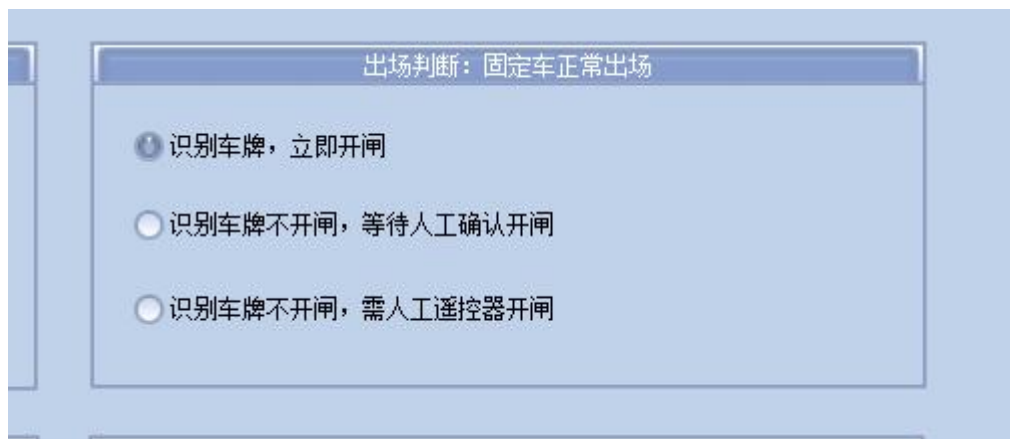 出场判断：固定车正常出场
识别车牌，立即开闸
识别车牌不开闸，等待人工确认开闸
识别车牌不开闸，需人工遥控器开闸